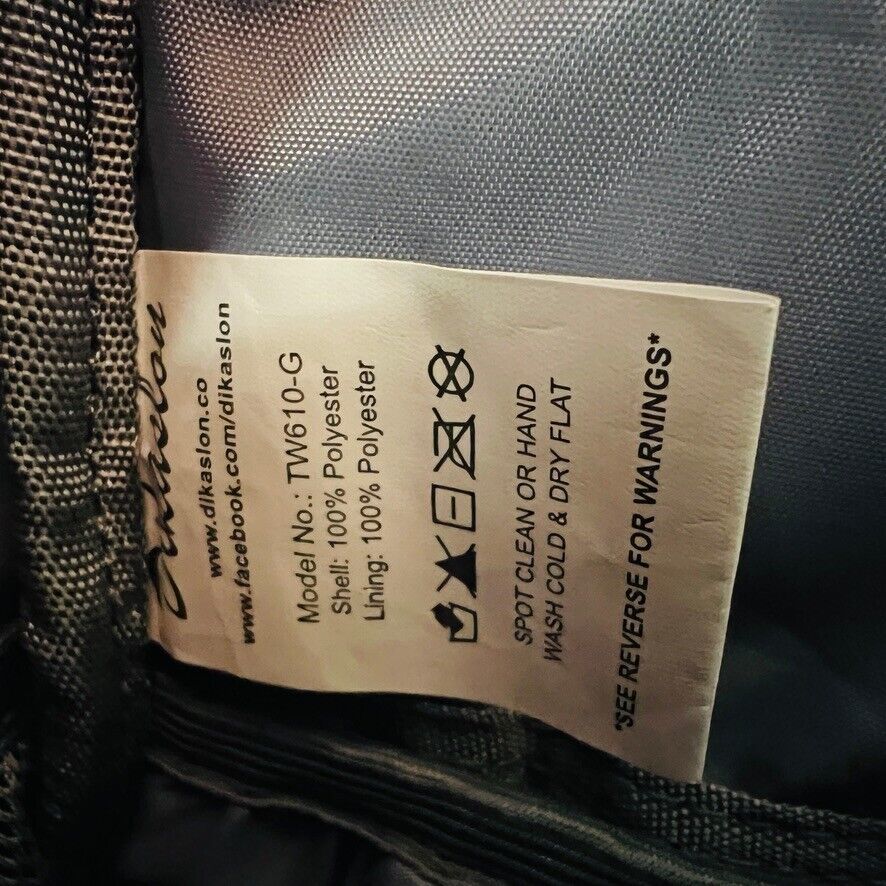 Dikaslon
www.dikaslon.co
www.facebook.com/dikaslon
Model No.: TW610-G
Shell: 100% Polyester
Lining: 100% Polyester
SPOT CLEAN OR HAND
WASH COLD & DRY FLAT
*SEE REVERSE FOR WARNINGS*